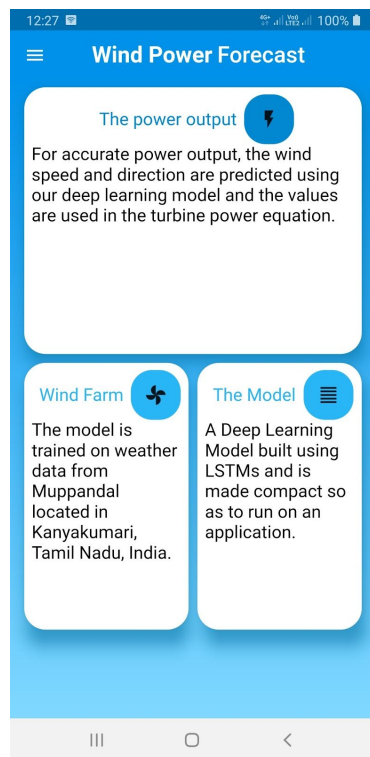 12:27 4G+ Vo) LTE2 100%
Wind Power Forecast
The power output
For accurate power output, the wind
speed and direction are predicted using
our deep learning model and the values
are used in the turbine power equation.
Wind Farm
The model is
trained on weather
data from
Muppandal
located in
Kanyakumari,
Tamil Nadu, India.
The Model
A Deep Learning
Model built using
LSTMs and is
made compact so
as to run on an
application.